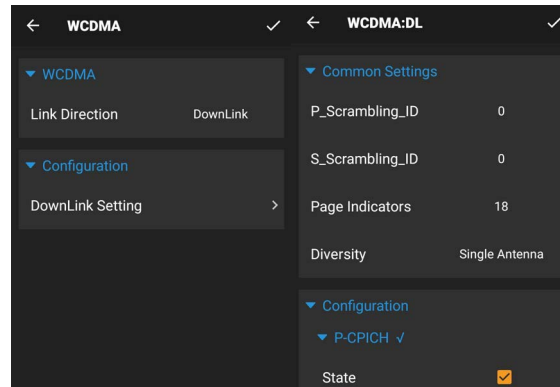 WCDMA
WCDMA
Link Direction DownLink
Configuration
DownLink Setting
WCDMA:DL
Common Settings
P_Scrambling_ID 0
S_Scrambling_ID 0
Page Indicators 18
Diversity Single Antenna
Configuration
P-CPICH √
State